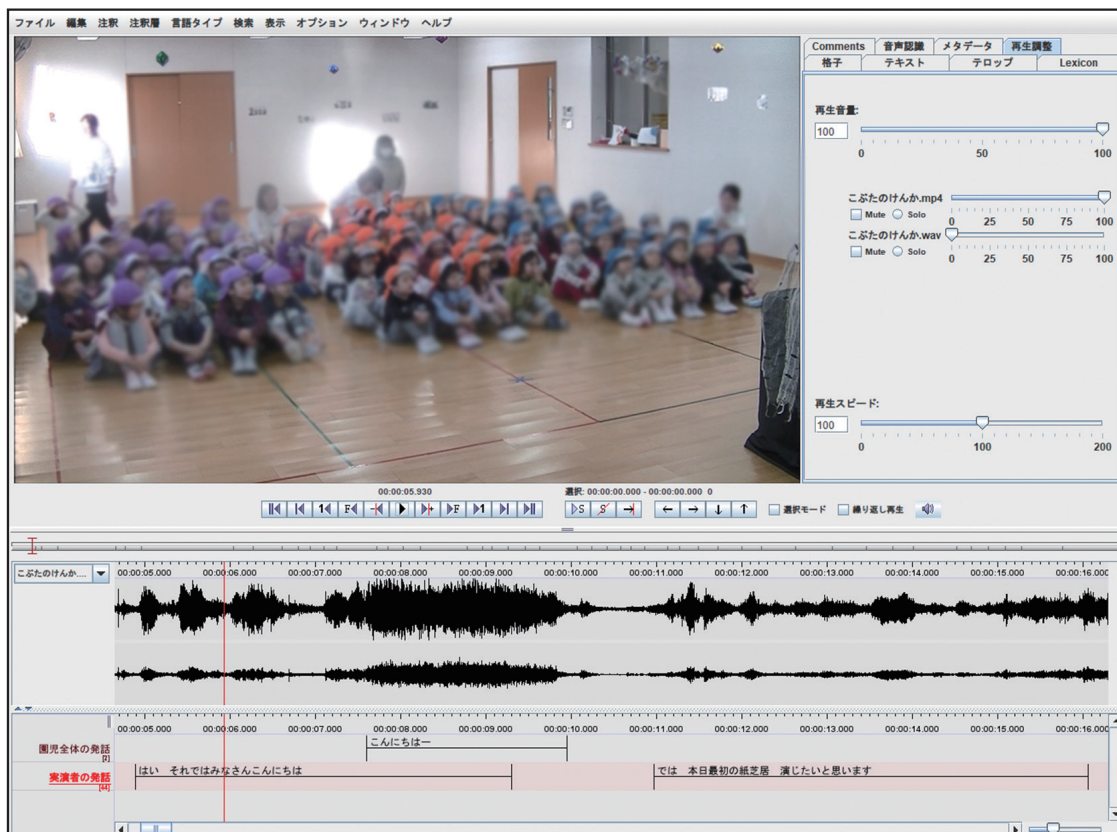 ファイル 編集 注釈 注釈層 言語タイプ 検索 表示 オプション ウィンドウ ヘルプ
Comments 音声認識 メタデータ 再生調整
格子 テキスト テロップ Lexicon
再生音量:
100
0 50 100
こぶたのけんか.mp4
Mute Solo
0 25 50 75 100
こぶたのけんか.wav
Mute Solo
0 25 50 75 100
再生スピード:
100
0 100 200
00:00:05.930
選択: 00:00:00.000 - 00:00:00.000 0
1 F F 1 S S
選択モード 繰り返し再生
こぶたのけんか....
00:00:05.000 00:00:06.000 00:00:07.000 00:00:08.000 00:00:09.000 00:00:10.000 00:00:11.000 00:00:12.000 00:00:13.000 00:00:14.000 00:00:15.000 00:00:16.000
00:00:05.000 00:00:06.000 00:00:07.000 00:00:08.000 00:00:09.000 00:00:10.000 00:00:11.000 00:00:12.000 00:00:13.000 00:00:14.000 00:00:15.000 00:00:16.000
園児全体の発話
[2]
こんにちはー
実演者の発話
[44]
はい それではみなさんこんにちは
では 本日最初の紙芝居 演じたいと思います